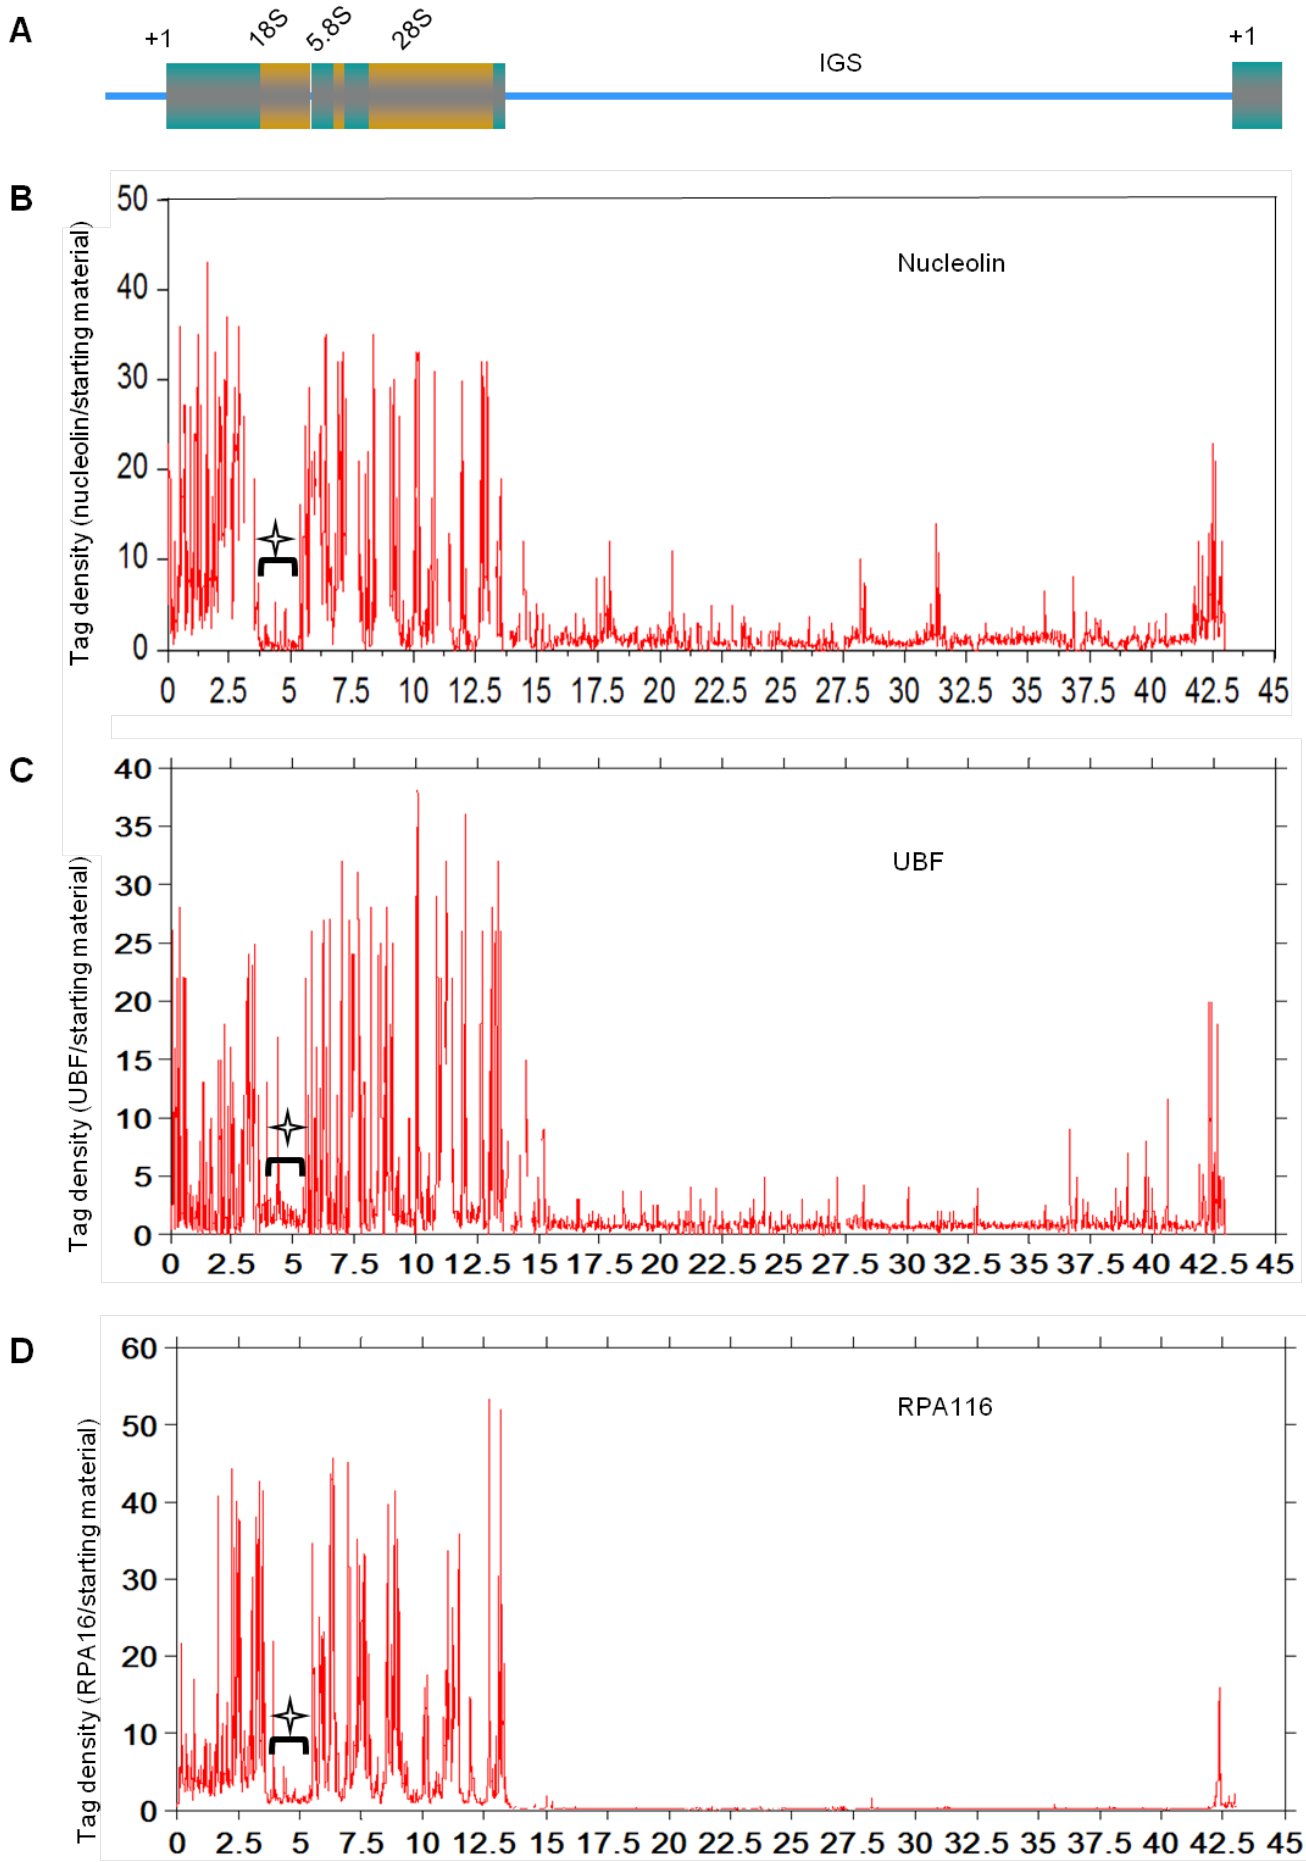 A
+1
18S
5.8S
28S
IGS
+1
B
Tag density (nucleolin/starting material)
50
40
30
20
10
0
Nucleolin
0 2.5 5 7.5 10 12.5 15 17.5 20 22.5 25 27.5 30 32.5 35 37.5 40 42.5 45
C
Tag density (UBF/starting material)
40
35
30
25
20
15
10
5
0
UBF
0 2.5 5 7.5 10 12.5 15 17.5 20 22.5 25 27.5 30 32.5 35 37.5 40 42.5 45
D
Tag density (RPA16/starting material)
60
50
40
30
20
10
0
RPA116
0 2.5 5 7.5 10 12.5 15 17.5 20 22.5 25 27.5 30 32.5 35 37.5 40 42.5 45